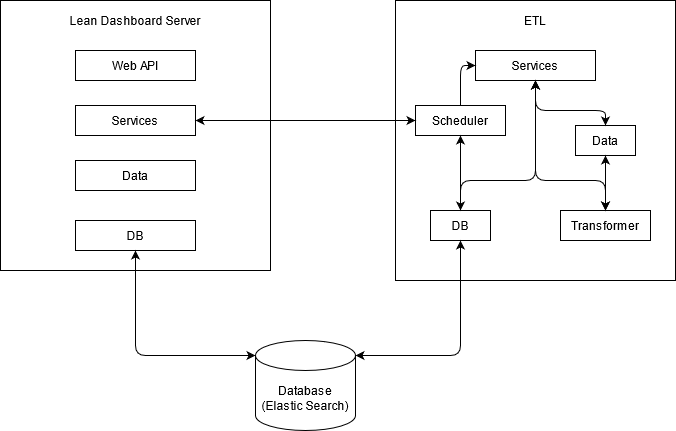 Lean Dashboard Server
Web API
Services
Data
DB
ETL
Services
Scheduler
Data
DB
Transformer
Database
(Elastic Search)